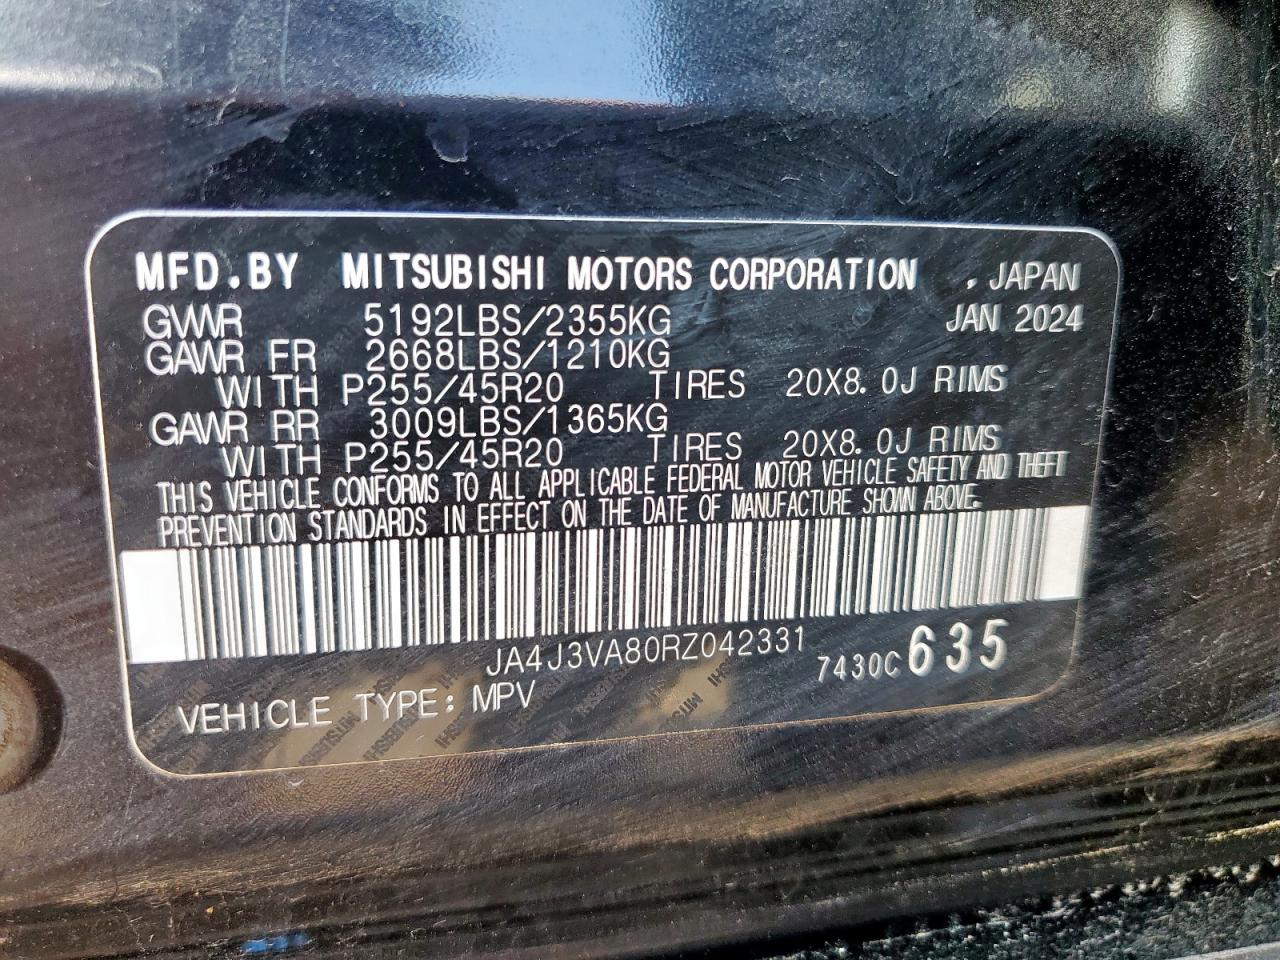 MFD.BY MITSUBISHI MOTORS CORPORATION , JAPAN
GVWR 5192LBS/2355KG JAN 2024
GAWR FR 2668LBS/1210KG
WITH P255/45R20 TIRES 20X8.0J RIMS
GAWR RR 3009LBS/1365KG
WITH P255/45R20 TIRES 20X8.0J RIMS
THIS VEHICLE CONFORMS TO ALL APPLICABLE FEDERAL MOTOR VEHICLE SAFETY AND THEFT
PREVENTION STANDARDS IN EFFECT ON THE DATE OF MANUFACTURE SHOWN ABOVE.
JA4J3VA80RZ042331 7430C 635
VEHICLE TYPE: MPV